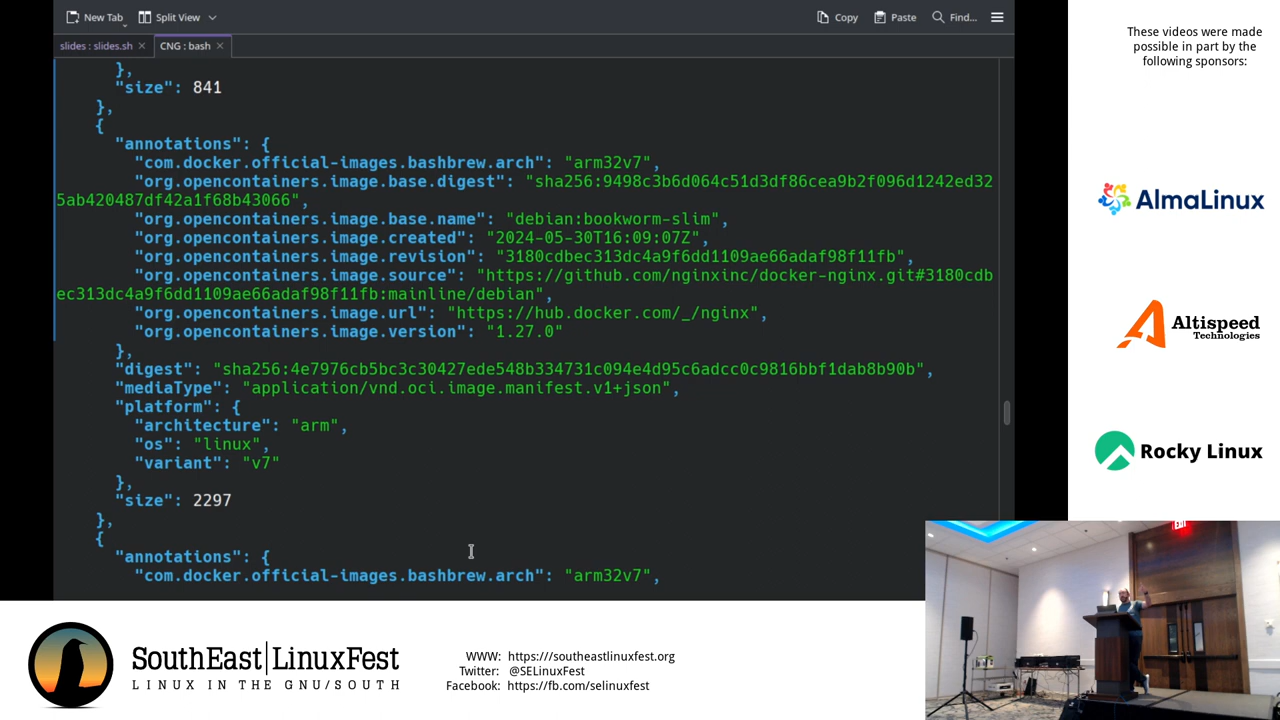 New Tab
Split View
Copy
Paste
Find...
slides : slides.sh
CNG : bash
},
"size": 841
},
{
"annotations": {
"com.docker.official-images.bashbrew.arch": "arm32v7",
"org.opencontainers.image.base.digest": "sha256:9498c3b6d064c51d3df86cea9b2f096d1242ed32
5ab420487df42a1f68b43066",
"org.opencontainers.image.base.name": "debian:bookworm-slim",
"org.opencontainers.image.created": "2024-05-30T16:09:07Z",
"org.opencontainers.image.revision": "3180cdbec313dc4a9f6dd1109ae66adaf98f11fb",
"org.opencontainers.image.source": "https://github.com/nginxinc/docker-nginx.git#3180cdb
ec313dc4a9f6dd1109ae66adaf98f11fb:mainline/debian",
"org.opencontainers.image.url": "https://hub.docker.com/_/nginx",
"org.opencontainers.image.version": "1.27.0"
},
"digest": "sha256:4e7976cb5bc3c30427ede548b334731c094e4d95c6adcc0c9816bbf1dab8b90b",
"mediaType": "application/vnd.oci.image.manifest.v1+json",
"platform": {
"architecture": "arm",
"os": "linux",
"variant": "v7"
},
"size": 2297
},
{
"annotations": {
"com.docker.official-images.bashbrew.arch": "arm32v7",
These videos were made
possible in part by the
following sponsors:
AlmaLinux
Altispeed
Technologies
Rocky Linux
EXIT
SouthEast LinuxFest
LINUX IN THE GNU/SOUTH
WWW: https://southeastlinuxfest.org
Twitter: @SELinuxFest
Facebook: https://fb.com/selinuxfest